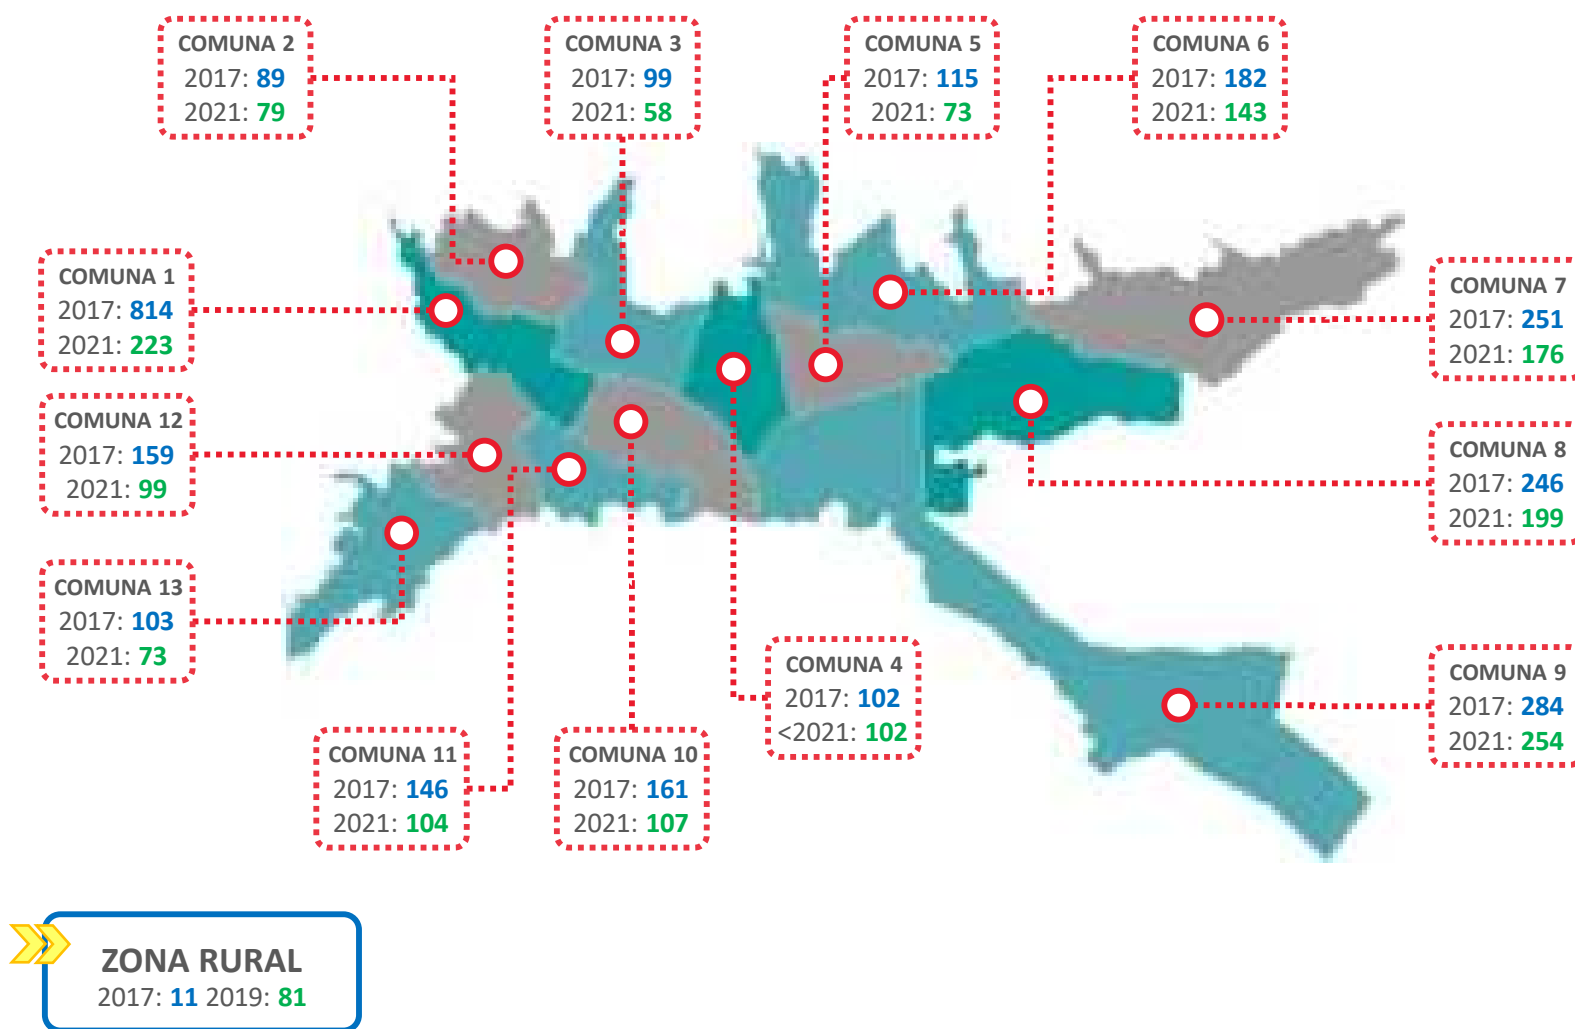 COMUNA 2
2017: 89
2021: 79
COMUNA 3
2017: 99
2021: 58
COMUNA 5
2017: 115
2021: 73
COMUNA 6
2017: 182
2021: 143
COMUNA 1
2017: 814
2021: 223
COMUNA 7
2017: 251
2021: 176
COMUNA 12
2017: 159
2021: 99
COMUNA 8
2017: 246
2021: 199
COMUNA 13
2017: 103
2021: 73
COMUNA 4
2017: 102
<2021: 102
COMUNA 9
2017: 284
2021: 254
COMUNA 11
2017: 146
2021: 104
COMUNA 10
2017: 161
2021: 107
ZONA RURAL
2017: 11 2019: 81